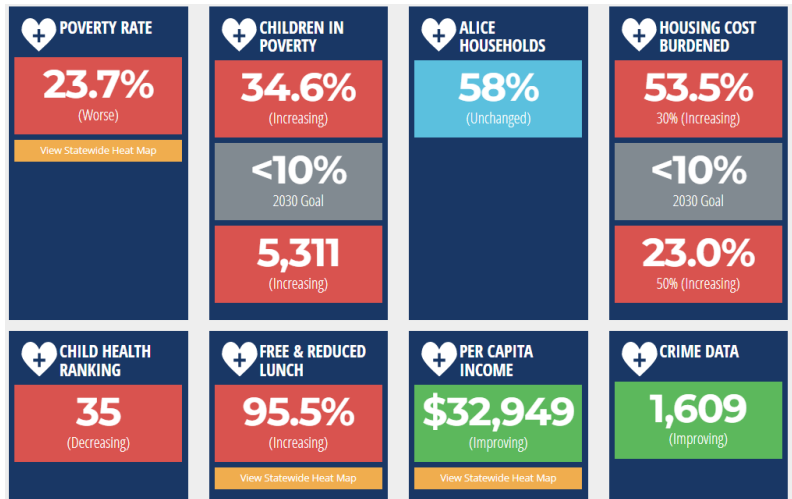 POVERTY RATE
23.7%
(Worse)
View Statewide Heat Map
CHILDREN IN
POVERTY
34.6%
(Increasing)
<10%
2030 Goal
5,311
(Increasing)
ALICE
HOUSEHOLDS
58%
(Unchanged)
HOUSING COST
BURDENED
53.5%
30% (Increasing)
<10%
2030 Goal
23.0%
50% (Increasing)
CHILD HEALTH
RANKING
35
(Decreasing)
FREE & REDUCED
LUNCH
95.5%
(Increasing)
View Statewide Heat Map
PER CAPITA
INCOME
$32,949
(Improving)
View Statewide Heat Map
CRIME DATA
1,609
(Improving)